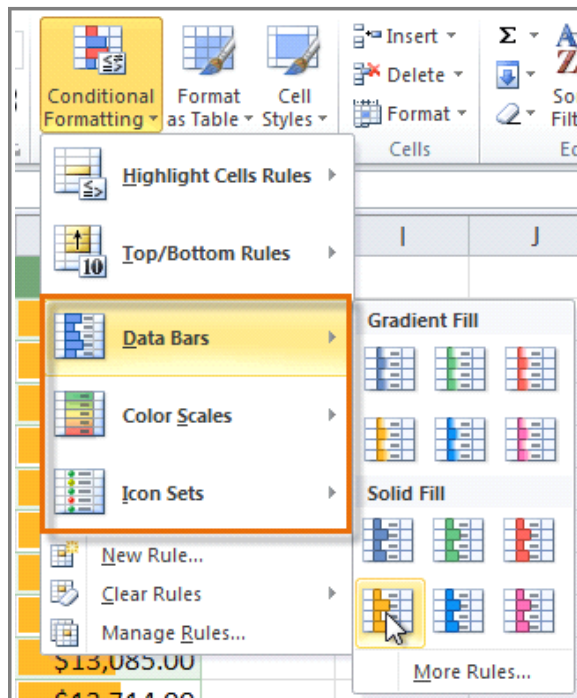 Insert
Σ
Delete
Conditional Formatting
Format as Table
Cell Styles
Format
Cells
≤ >
Highlight Cells Rules
10
Top/Bottom Rules
I
J
Data Bars
Gradient Fill
Color Scales
Icon Sets
Solid Fill
New Rule...
Clear Rules
Manage Rules...
More Rules...
$13,085.00